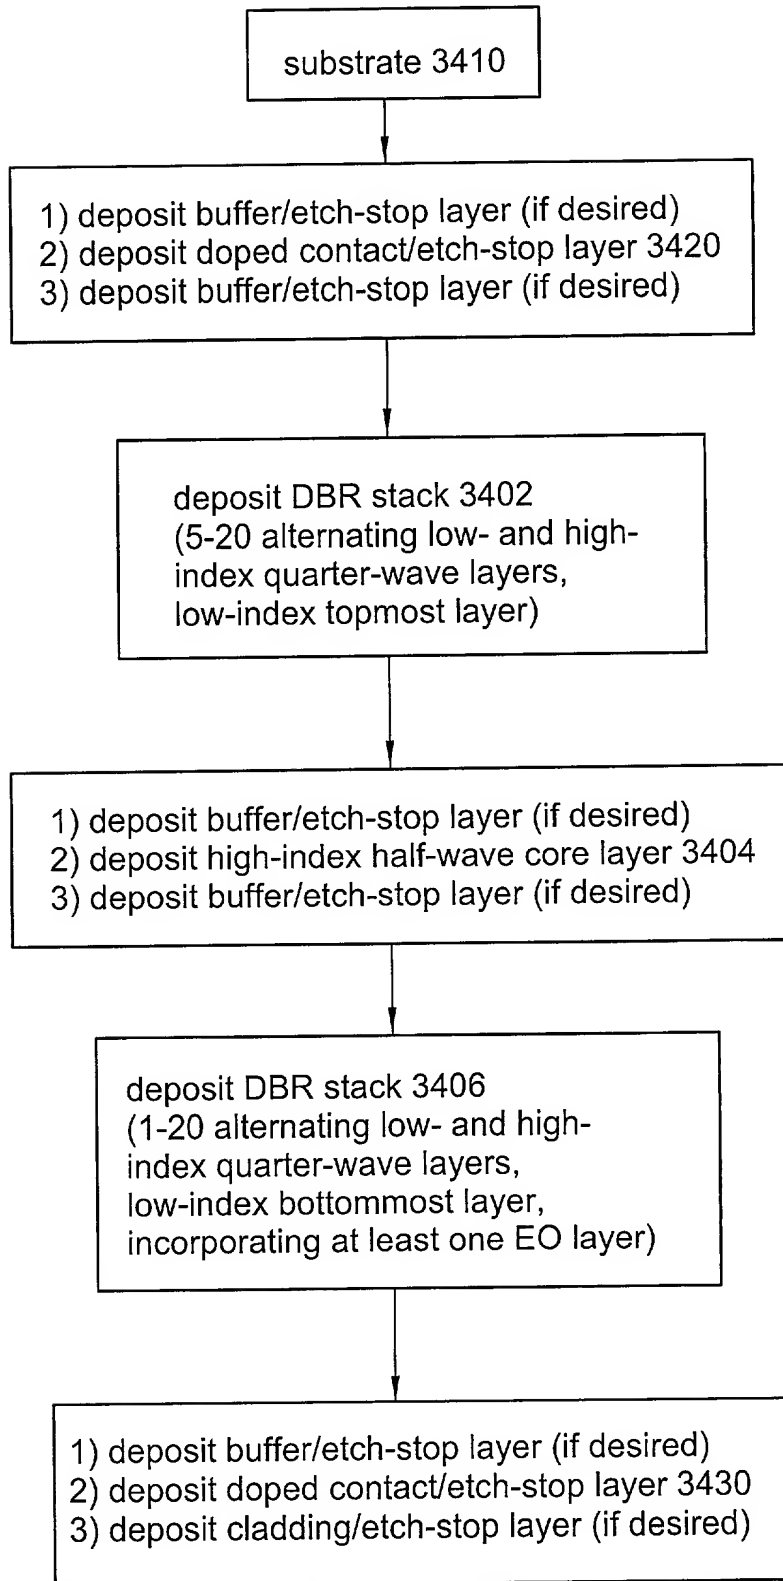 substrate 3410
1) deposit buffer/etch-stop layer (if desired)
2) deposit doped contact/etch-stop layer 3420
3) deposit buffer/etch-stop layer (if desired)
deposit DBR stack 3402
(5-20 alternating low- and high-
index quarter-wave layers,
low-index topmost layer)
1) deposit buffer/etch-stop layer (if desired)
2) deposit high-index half-wave core layer 3404
3) deposit buffer/etch-stop layer (if desired)
deposit DBR stack 3406
(1-20 alternating low- and high-
index quarter-wave layers,
low-index bottommost layer,
incorporating at least one EO layer)
1) deposit buffer/etch-stop layer (if desired)
2) deposit doped contact/etch-stop layer 3430
3) deposit cladding/etch-stop layer (if desired)